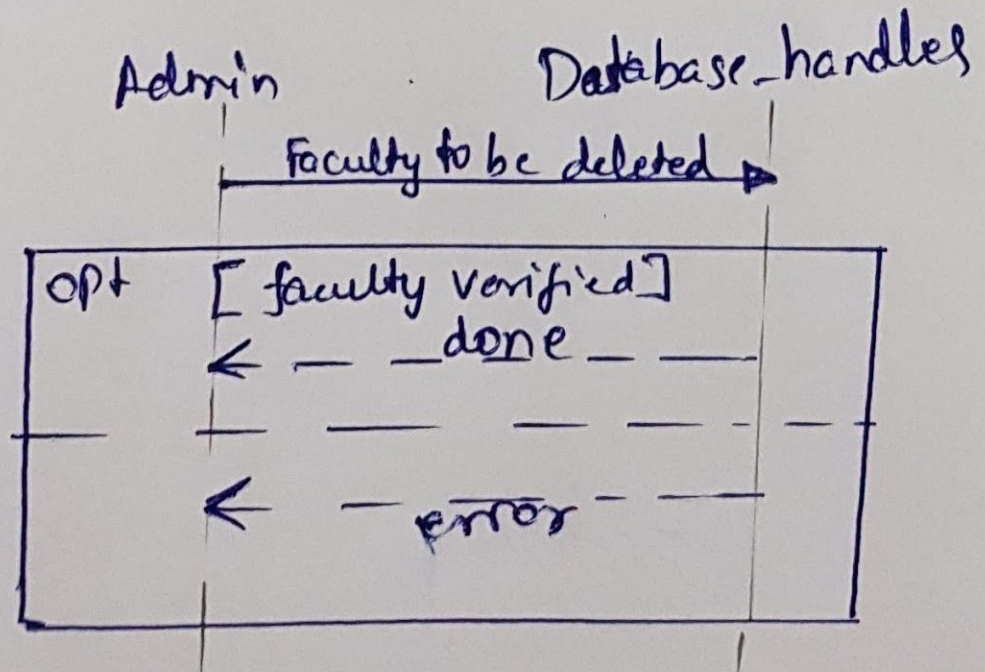 Admin Database_handles
Faculty to be deleted
opt [faculty verified]
done
error